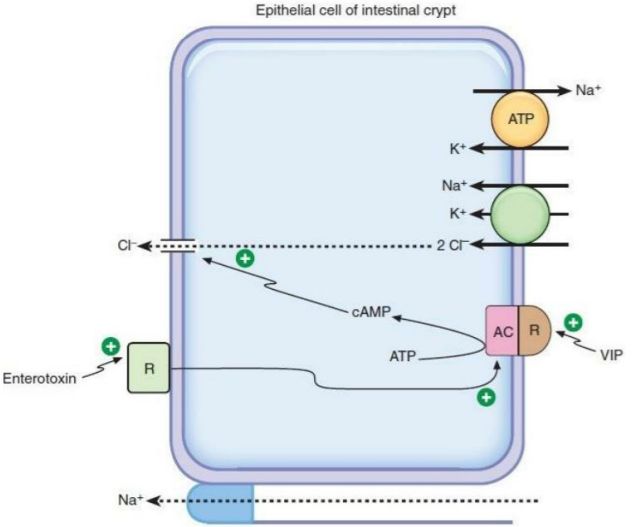 Epithelial cell of intestinal crypt
Na⁺
ATP
K⁺
Na⁺
K⁺
Cl⁻
2 Cl⁻
cAMP
AC
R
VIP
ATP
R
Enterotoxin
Na⁺